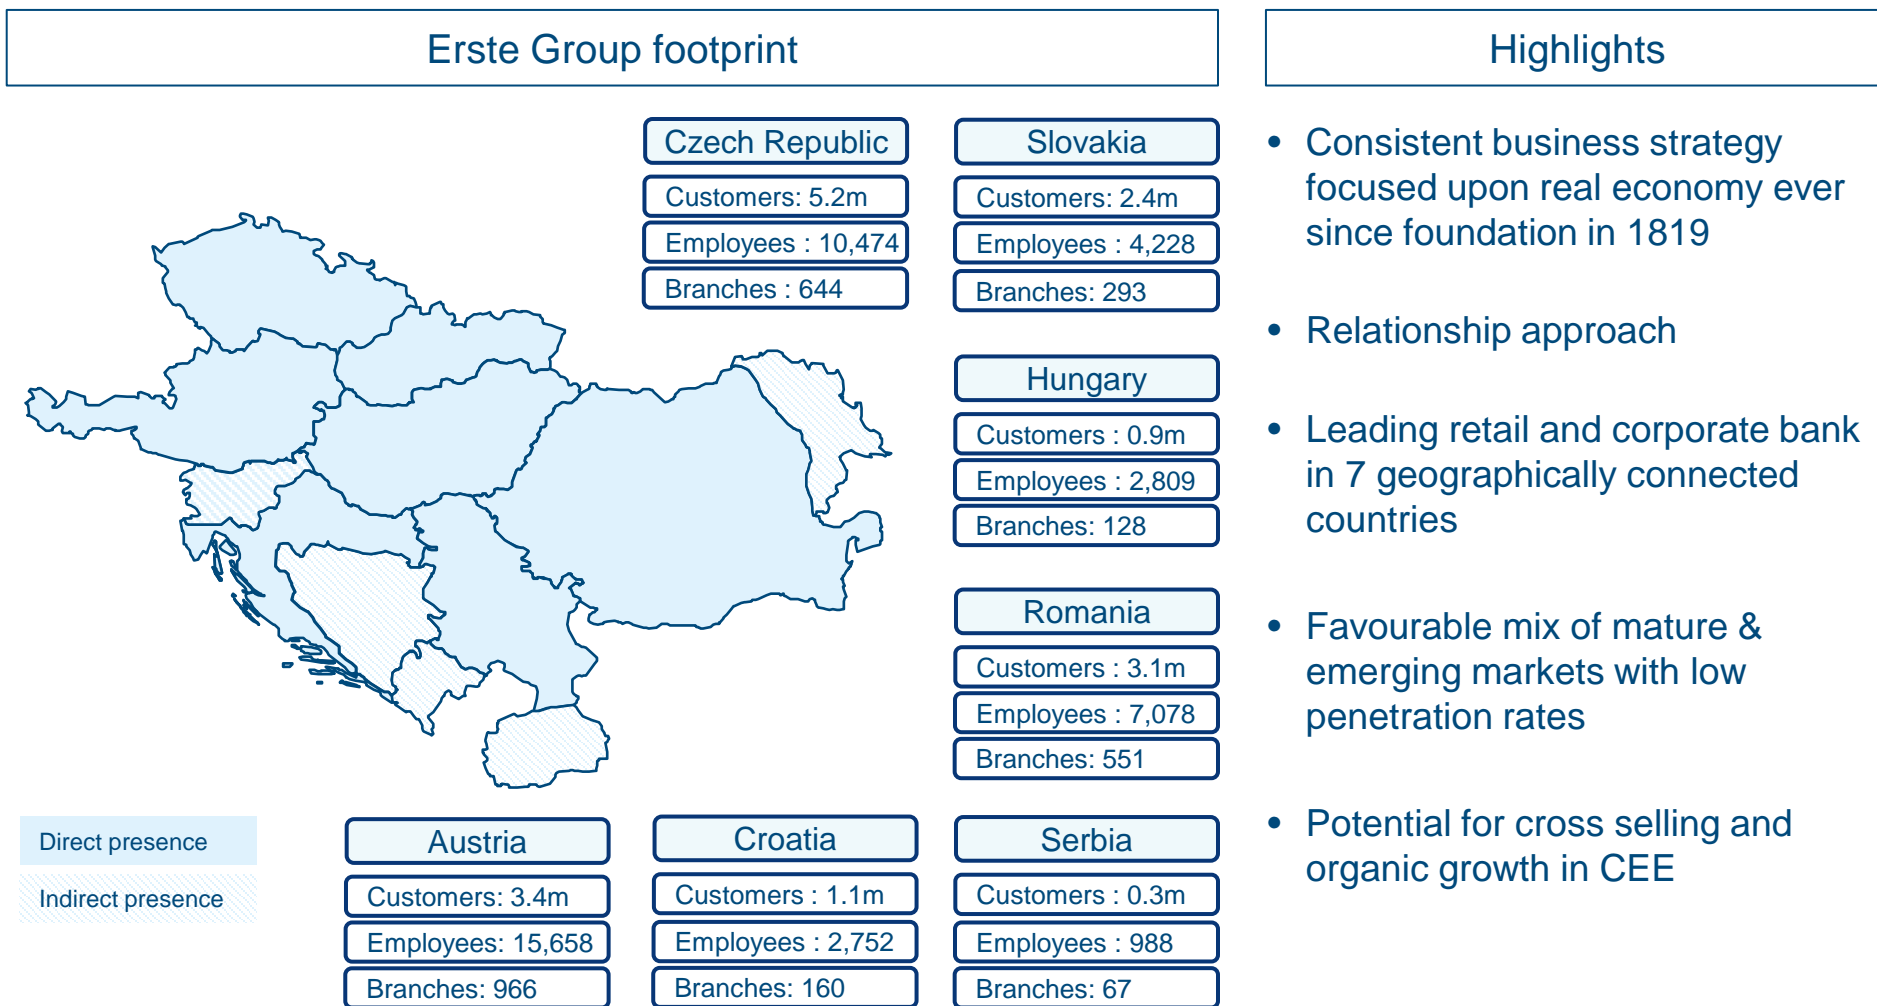 Erste Group footprint
Highlights
Czech Republic
Customers: 5.2m
Employees : 10,474
Branches : 644
Slovakia
Customers: 2.4m
Employees : 4,228
Branches: 293
Hungary
Customers : 0.9m
Employees : 2,809
Branches: 128
Romania
Customers : 3.1m
Employees : 7,078
Branches: 551
Direct presence
Indirect presence
Austria
Customers: 3.4m
Employees: 15,658
Branches: 966
Croatia
Customers : 1.1m
Employees : 2,752
Branches: 160
Serbia
Customers : 0.3m
Employees : 988
Branches: 67
• Consistent business strategy
focused upon real economy ever
since foundation in 1819
• Relationship approach
• Leading retail and corporate bank
in 7 geographically connected
countries
• Favourable mix of mature &
emerging markets with low
penetration rates
• Potential for cross selling and
organic growth in CEE